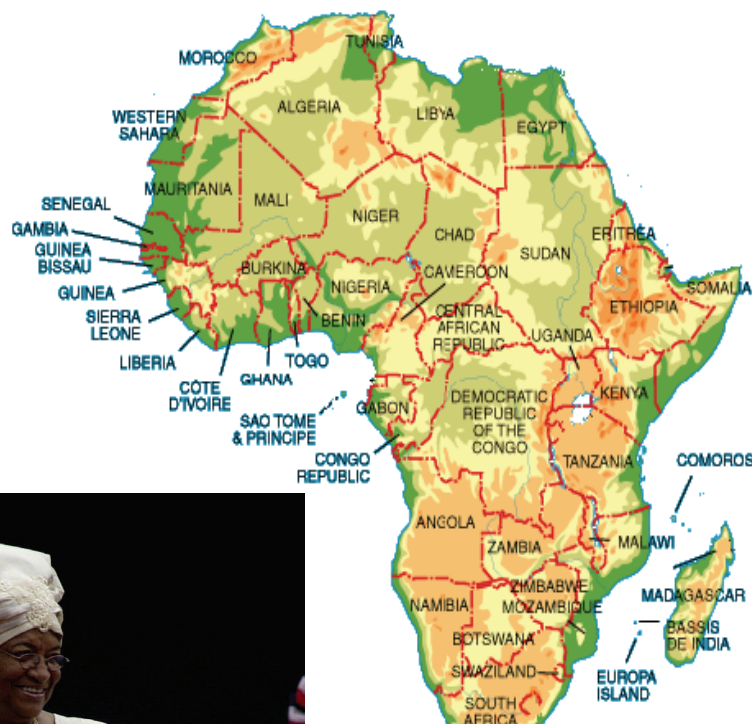 TUNISIA
MOROCCO
ALGERIA
LIBYA
EGYPT
WESTERN
SAHARA
MAURITANIA
MALI
NIGER
CHAD
SUDAN
ERITREA
SENEGAL
GAMBIA
GUINEA
BISSAU
GUINEA
SIERRA
LEONE
LIBERIA
BURKINA
NIGERIA
BENIN
CAMEROON
CENTRAL
AFRICAN
REPUBLIC
ETHIOPIA
SOMALIA
CÔTE
D'IVOIRE
GHANA
TOGO
UGANDA
KENYA
SAO TOME
& PRINCIPE
GABON
CONGO
REPUBLIC
DEMOCRATIC
REPUBLIC
OF THE
CONGO
TANZANIA
COMOROS
ANGOLA
ZAMBIA
MALAWI
ZIMBABWE
MOZAMBIQUE
MADAGASCAR
NAMIBIA
BOTSWANA
BASSIS
DE INDIA
SWAZILAND
EUROPA
ISLAND
SOUTH
AFRICA